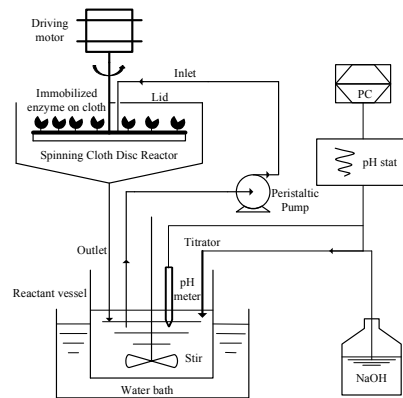 Driving
motor
Inlet
Immobilized
enzyme on cloth
Lid
PC
Spinning Cloth Disc Reactor
pH stat
Peristaltic
Pump
Outlet
Titrator
Reactant vessel
pH
meter
Stir
NaOH
Water bath